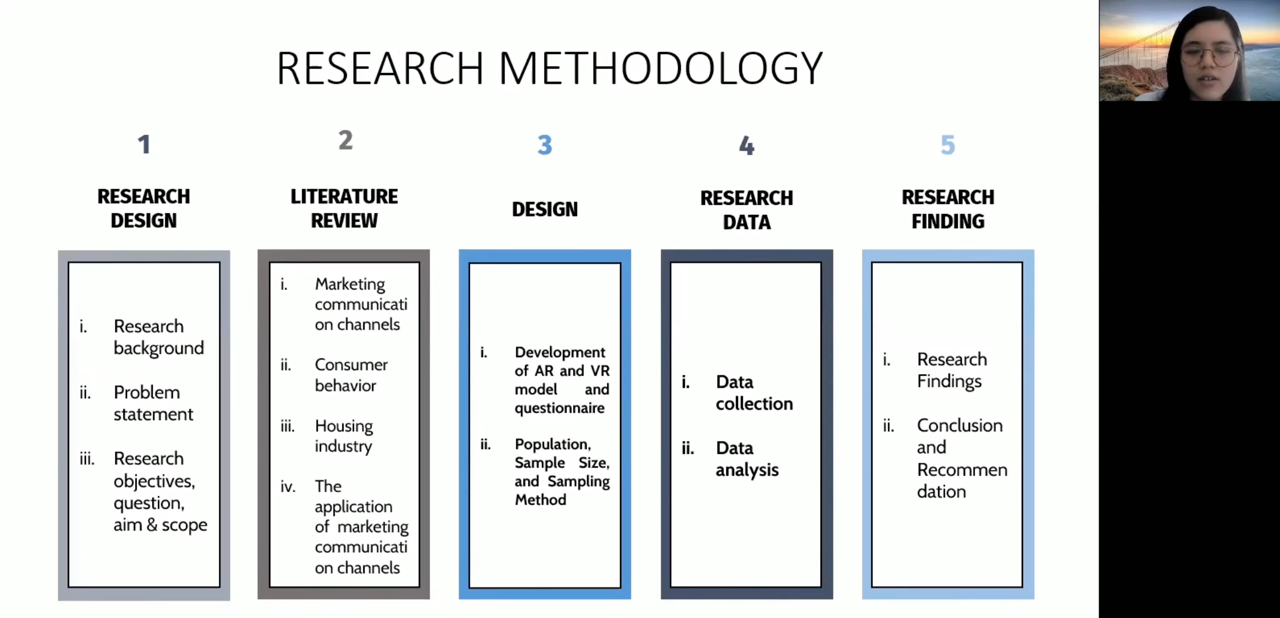 RESEARCH METHODOLOGY
1
RESEARCH
DESIGN
i. Research
background
ii. Problem
statement
iii. Research
objectives,
question,
aim & scope
2
LITERATURE
REVIEW
i. Marketing
communicati
on channels
ii. Consumer
behavior
iii. Housing
industry
iv. The
application
of marketing
communicati
on channels
3
DESIGN
i. Development
of AR and VR
model and
questionnaire
ii. Population,
Sample Size,
and Sampling
Method
4
RESEARCH
DATA
i. Data
collection
ii. Data
analysis
5
RESEARCH
FINDING
i. Research
Findings
ii. Conclusion
and
Recommen
dation